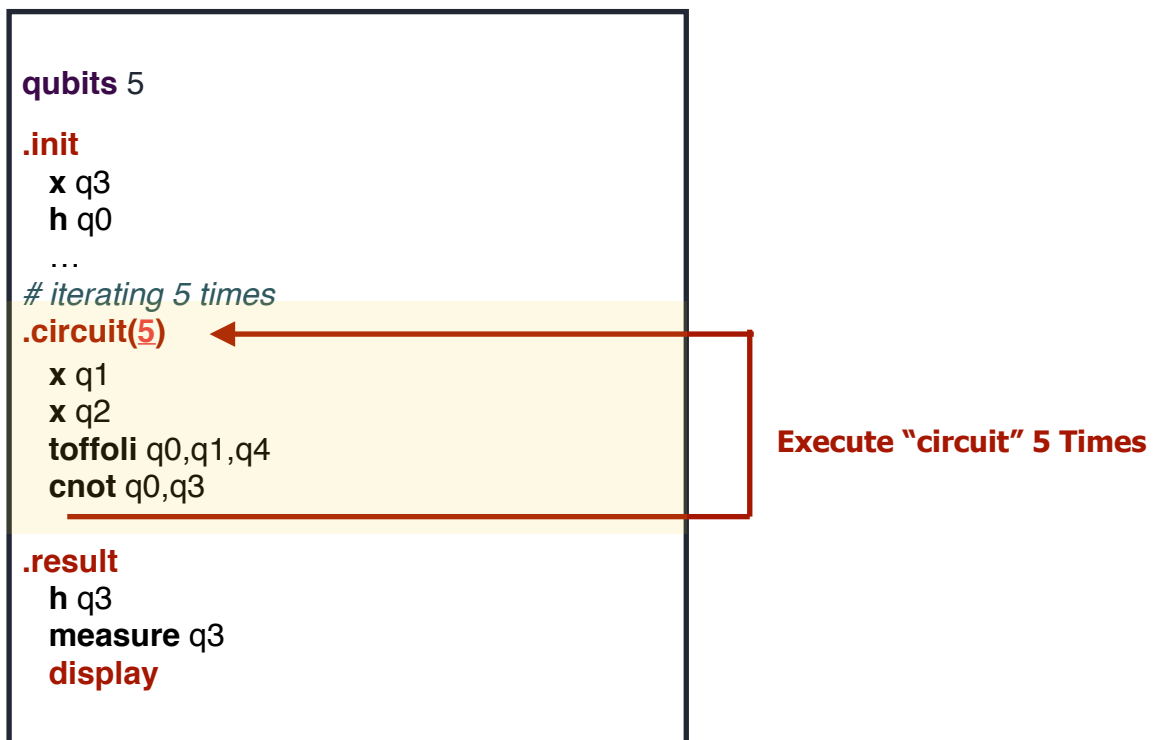 qubits 5
.init
x q3
h q0
…
# iterating 5 times
.circuit(5)
x q1
x q2
toffoli q0,q1,q4
cnot q0,q3
Execute “circuit” 5 Times
.result
h q3
measure q3
display